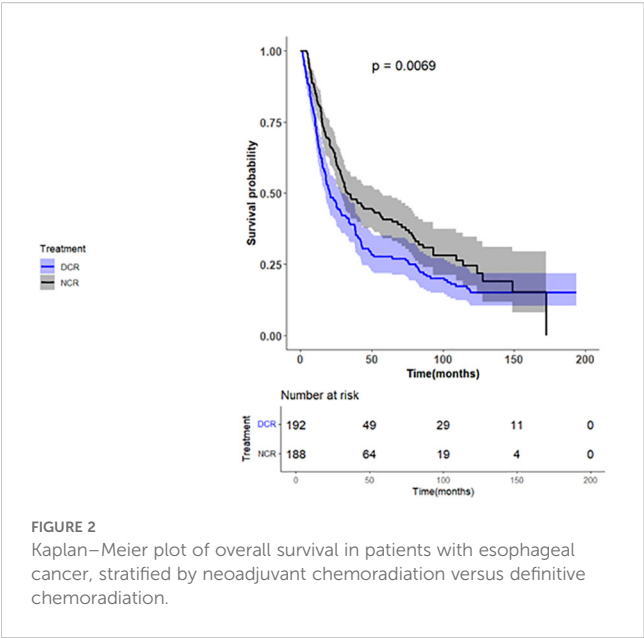 p = 0.0069
Survival probability
1.00
0.75
0.50
0.25
0.00
0 50 100 150 200
Time(months)
Treatment
DCR
NCR
Number at risk
Treatment
DCR 192 49 29 11 0
NCR 188 64 19 4 0
0 50 100 150 200
Time(months)
FIGURE 2
Kaplan–Meier plot of overall survival in patients with esophageal
cancer, stratified by neoadjuvant chemoradiation versus definitive
chemoradiation.